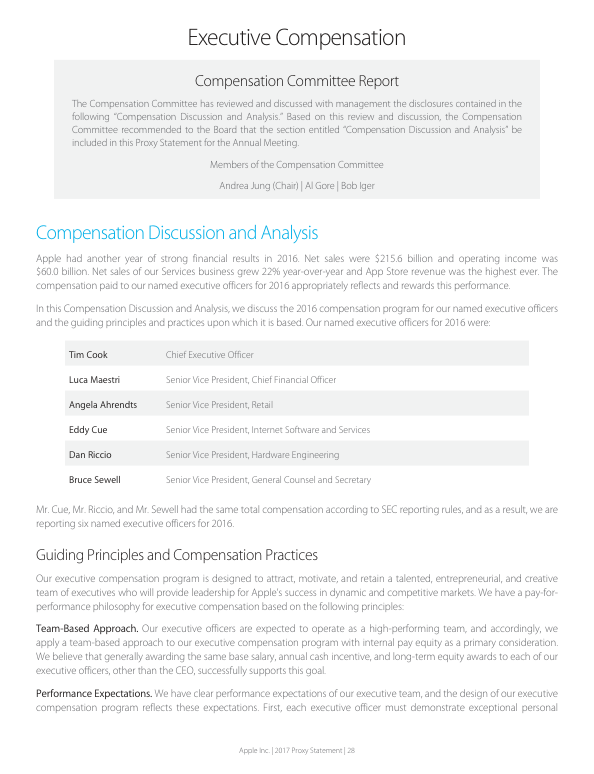 Executive Compensation
Compensation Committee Report
The Compensation Committee has reviewed and discussed with management the disclosures contained in the
following “Compensation Discussion and Analysis.” Based on this review and discussion, the Compensation
Committee recommended to the Board that the section entitled “Compensation Discussion and Analysis” be
included in this Proxy Statement for the Annual Meeting.
Members of the Compensation Committee
Andrea Jung (Chair) | Al Gore | Bob Iger
Compensation Discussion and Analysis
Apple had another year of strong financial results in 2016. Net sales were $215.6 billion and operating income was
$60.0 billion. Net sales of our Services business grew 22% year-over-year and App Store revenue was the highest ever. The
compensation paid to our named executive officers for 2016 appropriately reflects and rewards this performance.
In this Compensation Discussion and Analysis, we discuss the 2016 compensation program for our named executive officers
and the guiding principles and practices upon which it is based. Our named executive officers for 2016 were:
Tim Cook Chief Executive Officer
Luca Maestri Senior Vice President, Chief Financial Officer
Angela Ahrendts Senior Vice President, Retail
Eddy Cue Senior Vice President, Internet Software and Services
Dan Riccio Senior Vice President, Hardware Engineering
Bruce Sewell Senior Vice President, General Counsel and Secretary
Mr. Cue, Mr. Riccio, and Mr. Sewell had the same total compensation according to SEC reporting rules, and as a result, we are
reporting six named executive officers for 2016.
Guiding Principles and Compensation Practices
Our executive compensation program is designed to attract, motivate, and retain a talented, entrepreneurial, and creative
team of executives who will provide leadership for Apple’s success in dynamic and competitive markets. We have a pay-for-
performance philosophy for executive compensation based on the following principles:
Team-Based Approach. Our executive officers are expected to operate as a high-performing team, and accordingly, we
apply a team-based approach to our executive compensation program with internal pay equity as a primary consideration.
We believe that generally awarding the same base salary, annual cash incentive, and long-term equity awards to each of our
executive officers, other than the CEO, successfully supports this goal.
Performance Expectations. We have clear performance expectations of our executive team, and the design of our executive
compensation program reflects these expectations. First, each executive officer must demonstrate exceptional personal
Apple Inc. | 2017 Proxy Statement | 28